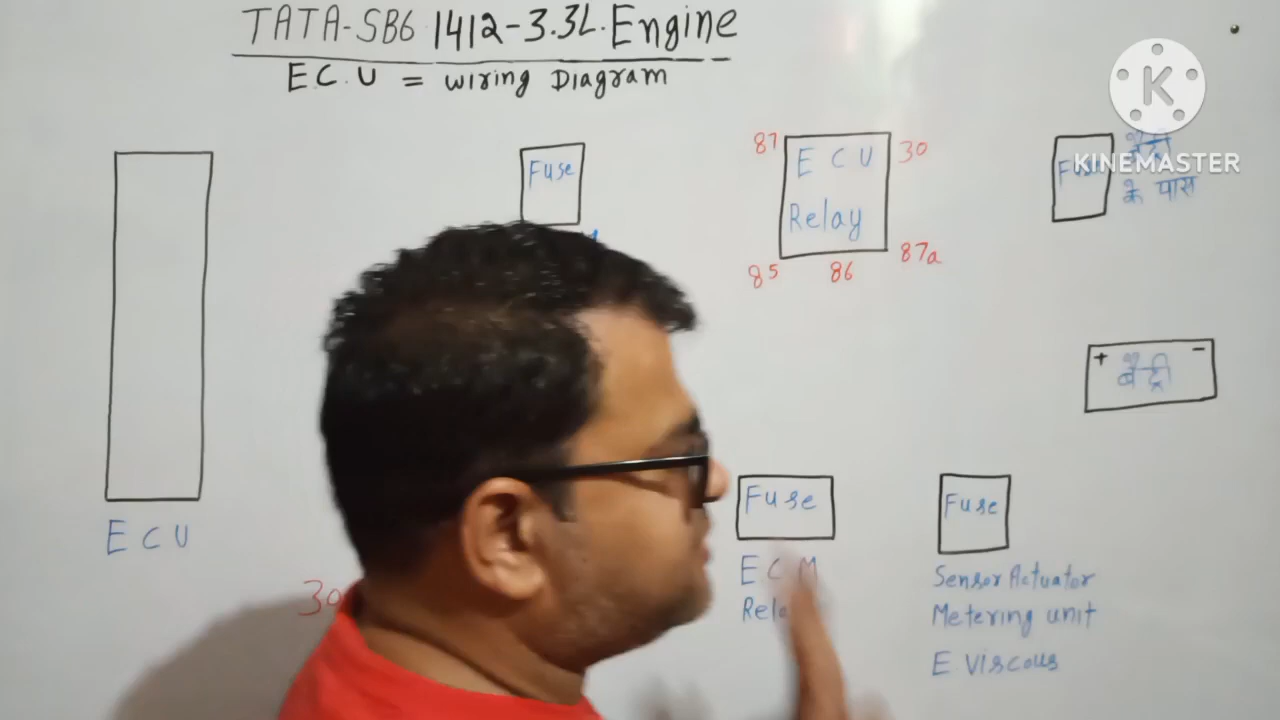 TATA-SB6 1412-3.3L. Engine
E C . U = wiring Diagram
K
KINEMASTER
के पास
Fuse
87
E C U
Relay
30
85
86
87a
Fuse
+ बैट्री -
E C U
Fuse
E C M
Fuse
Sensor Actuator
Metering unit
E Viscous